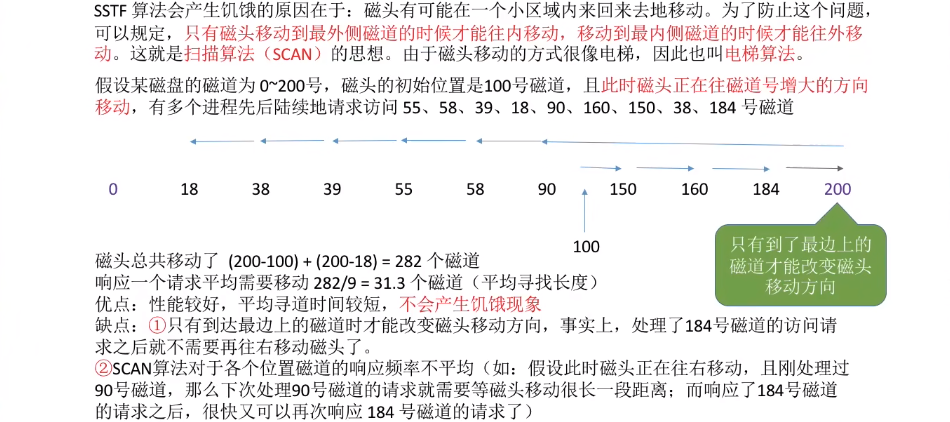 SSTF 算法会产生饥饿的原因在于：磁头有可能在一个小区域内来回来去地移动。为了防止这个问题，
可以规定，只有磁头移动到最外侧磁道的时候才能往内移动，移动到最内侧磁道的时候才能往外移
动。这就是扫描算法（SCAN）的思想。由于磁头移动的方式很像电梯，因此也叫电梯算法。
假设某磁盘的磁道为 0~200号，磁头的初始位置是100号磁道，且此时磁头正在往磁道号增大的方向
移动，有多个进程先后陆续地请求访问 55、58、39、18、90、160、150、38、184 号磁道
0 18 38 39 55 58 90 150 160 184 200
100
只有到了最边上的
磁道才能改变磁头
移动方向
磁头总共移动了 (200-100) + (200-18) = 282 个磁道
响应一个请求平均需要移动 282/9 = 31.3 个磁道（平均寻找长度）
优点：性能较好，平均寻道时间较短，不会产生饥饿现象
缺点：①只有到达最边上的磁道时才能改变磁头移动方向，事实上，处理了184号磁道的访问请
求之后就不需要再往右移动磁头了。
②SCAN算法对于各个位置磁道的响应频率不平均（如：假设此时磁头正在往右移动，且刚处理过
90号磁道，那么下次处理90号磁道的请求就需要等磁头移动很长一段距离；而响应了184号磁道
的请求之后，很快又可以再次响应 184 号磁道的请求了）